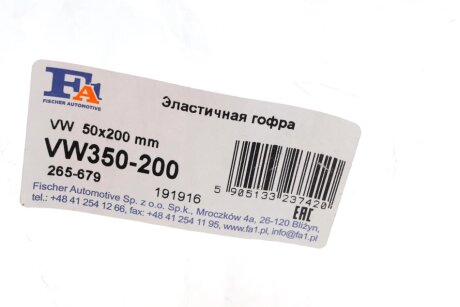 FA1
FISCHER AUTOMOTIVE
Эластичная гофра
VW 50x200 mm
VW350-200
265-679
191916
5 905133 237420
EAC
Fischer Automotive Sp. z o.o. Sp.k., Mroczków 4a, 26-120 Bliżyn,
tel.: +48 41 254 12 66, fax: +48 41 254 11 95, www.fa1.pl, info@fa1.pl